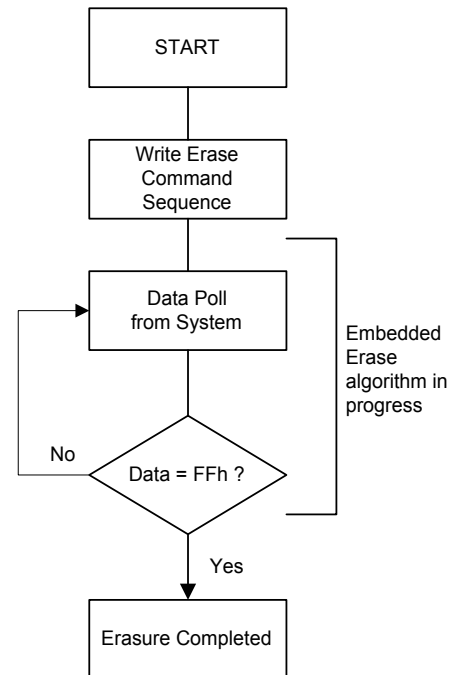 START
Write Erase
Command
Sequence
Data Poll
from System
Embedded
Erase
algorithm in
progress
No
Data = FFh ?
Yes
Erasure Completed